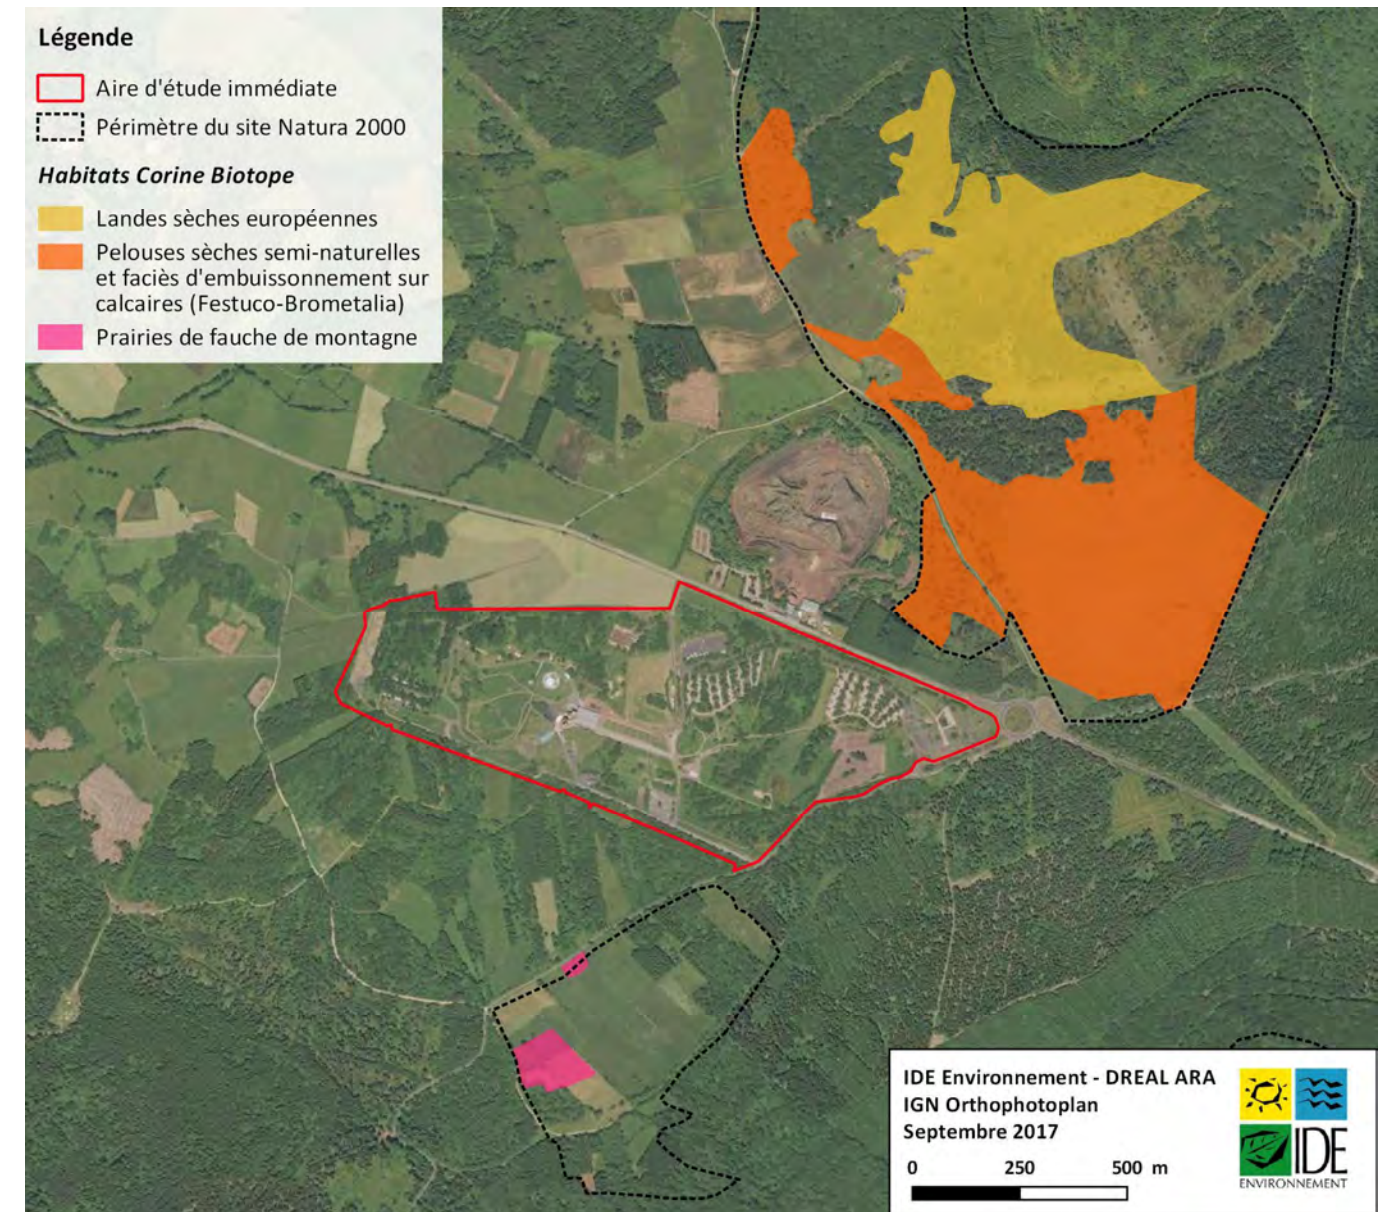 Légende
Aire d'étude immédiate
Périmètre du site Natura 2000
Habitats Corine Biotope
Landes sèches européennes
Pelouses sèches semi-naturelles
et faciès d'embuissonnement sur
calcaires (Festuco-Brometalia)
Prairies de fauche de montagne
IDE Environnement - DREAL ARA
IGN Orthophotoplan
Septembre 2017
0 250 500 m
IDE
ENVIRONNEMENT